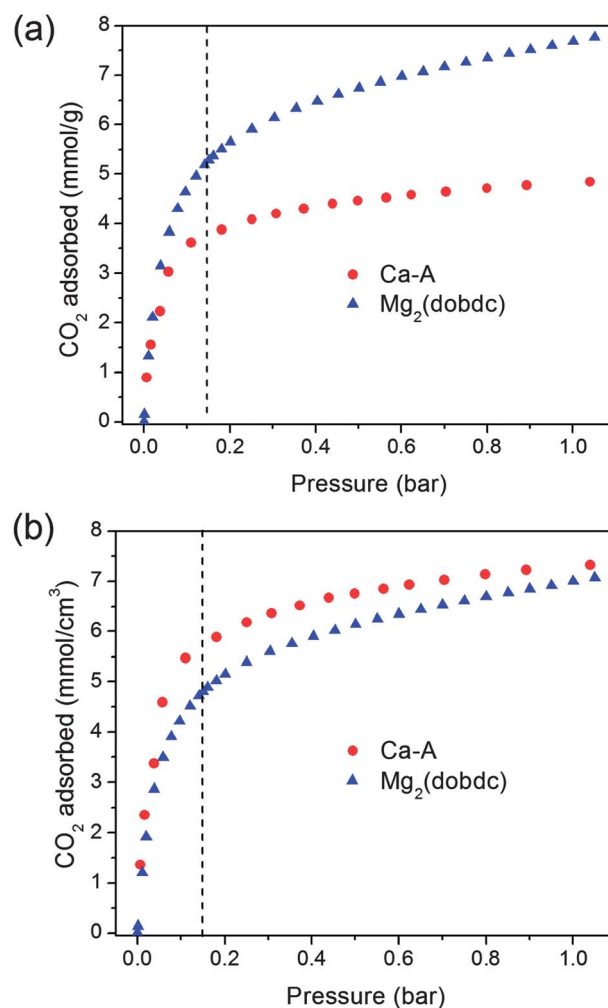 (a)
8
7
6
5
4
3
2
1
0
CO₂ adsorbed (mmol/g)
Ca-A
Mg₂(dobdc)
0.0 0.2 0.4 0.6 0.8 1.0
Pressure (bar)
(b)
8
7
6
5
4
3
2
1
0
CO₂ adsorbed (mmol/cm³)
Ca-A
Mg₂(dobdc)
0.0 0.2 0.4 0.6 0.8 1.0
Pressure (bar)